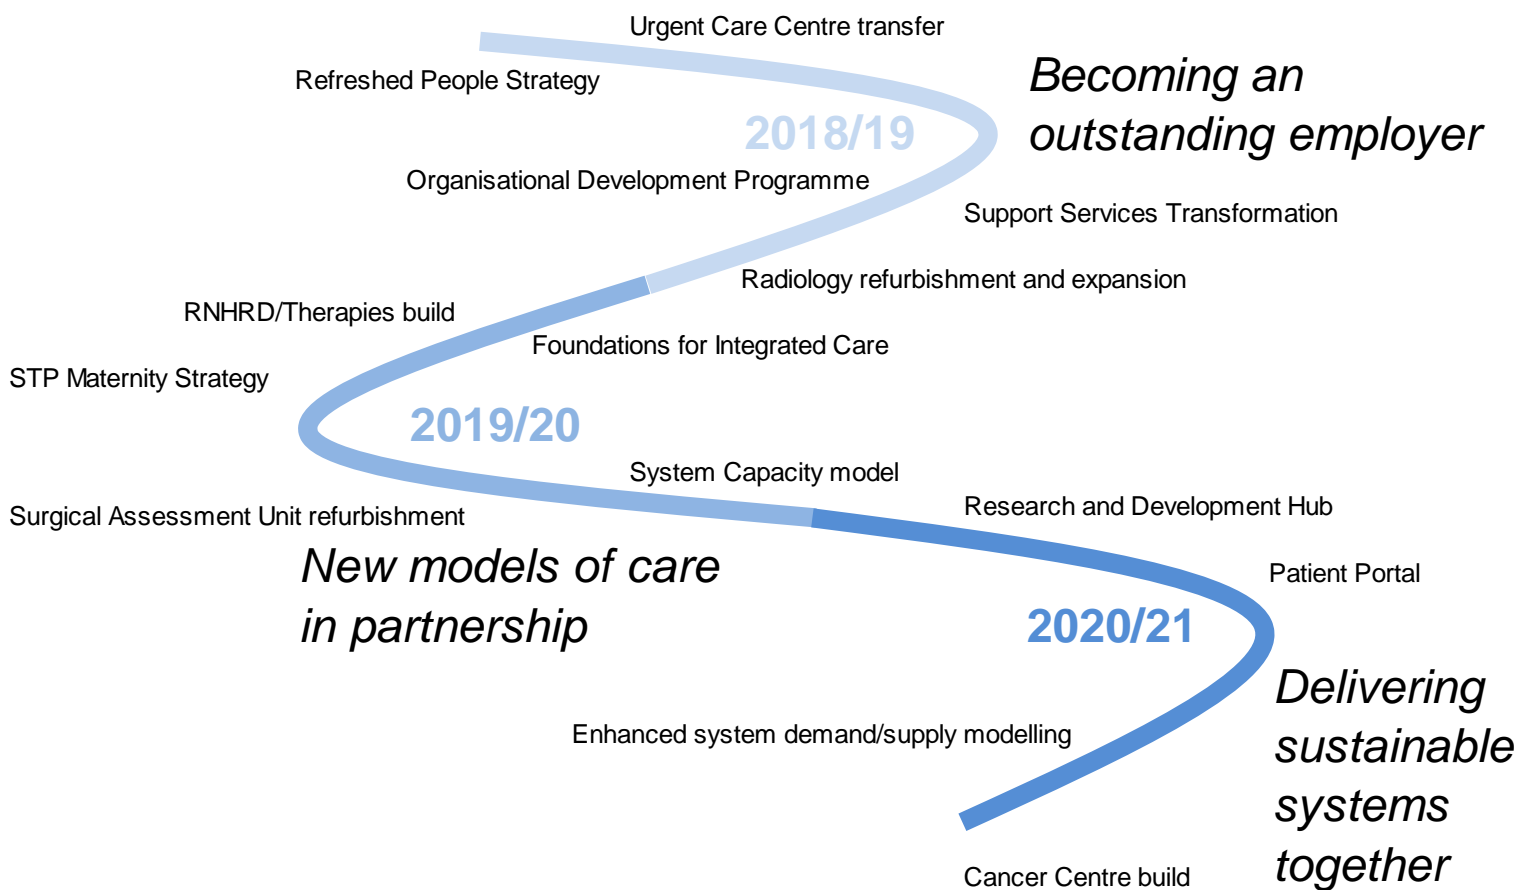 Urgent Care Centre transfer
Refreshed People Strategy
Becoming an
outstanding employer
2018/19
Organisational Development Programme
Support Services Transformation
Radiology refurbishment and expansion
RNHRD/Therapies build
Foundations for Integrated Care
STP Maternity Strategy
2019/20
System Capacity model
Surgical Assessment Unit refurbishment
New models of care
in partnership
Research and Development Hub
Patient Portal
2020/21
Delivering
sustainable
systems
together
Enhanced system demand/supply modelling
Cancer Centre build